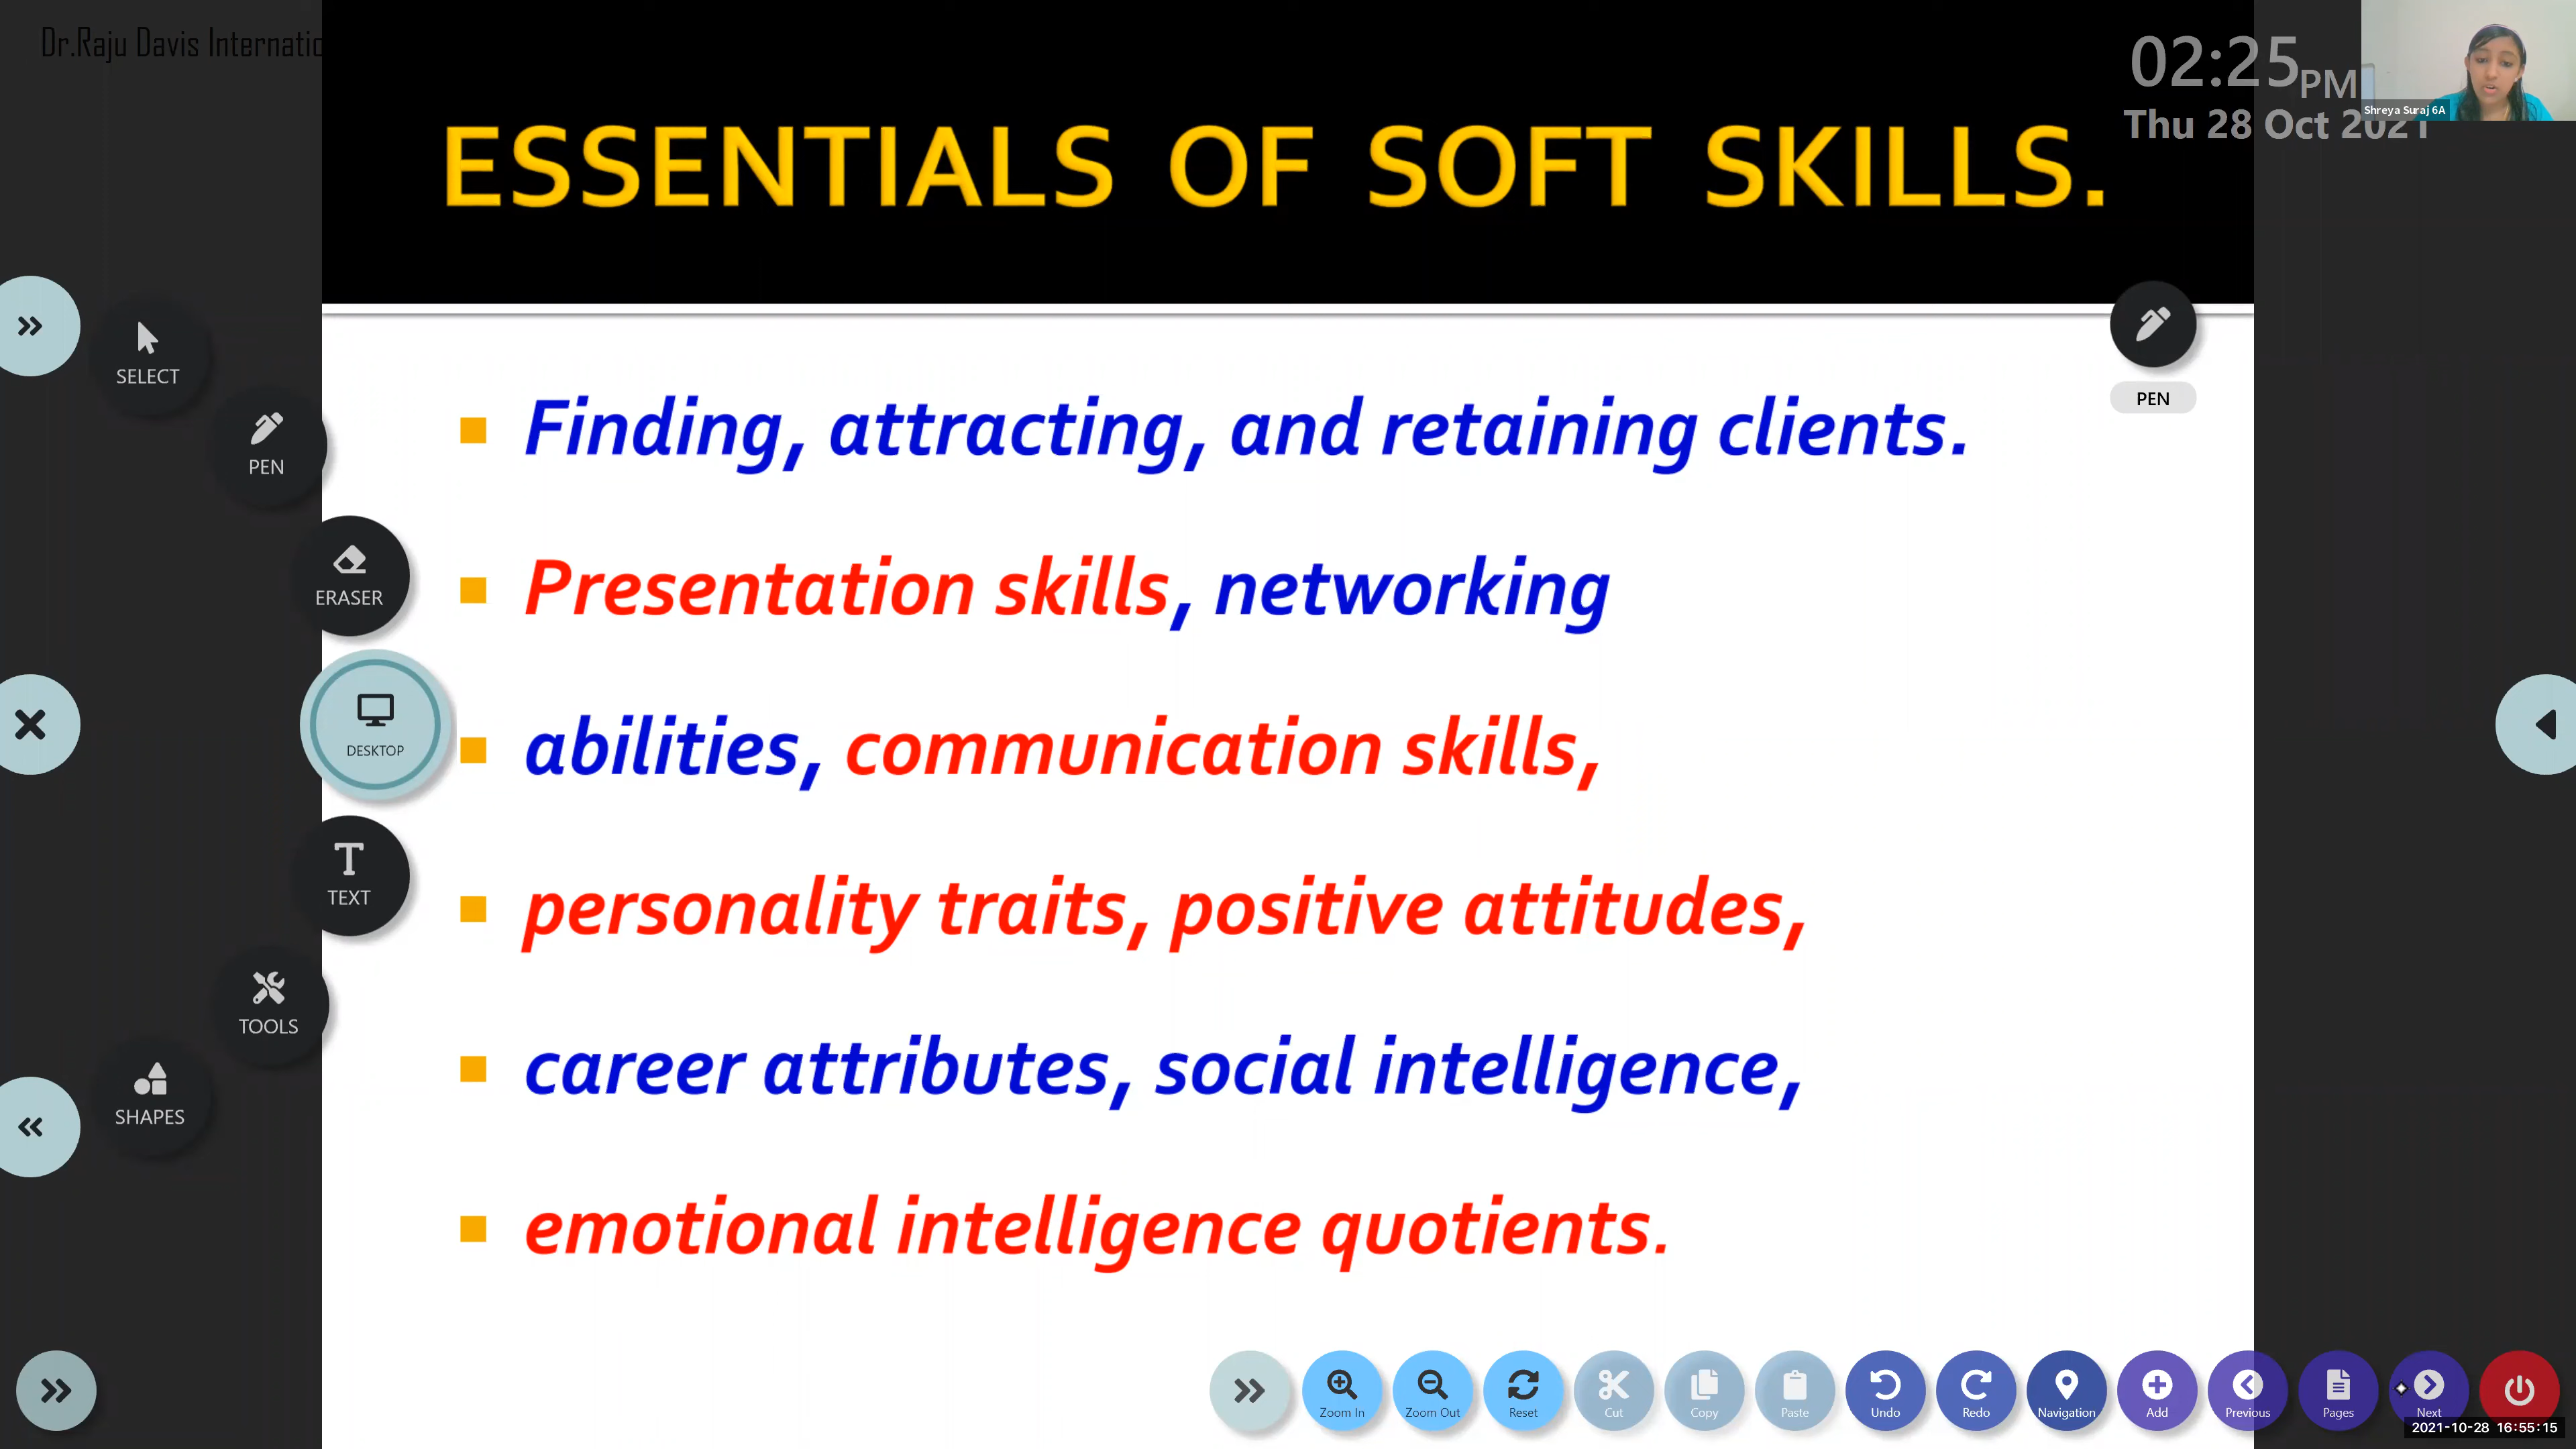 Dr.Raju Davis Internatio
02:25 PM
Thu 28 Oct 2021
Shreya Suraj 6A
ESSENTIALS OF SOFT SKILLS.
SELECT
PEN
ERASER
DESKTOP
TEXT
TOOLS
SHAPES
PEN
Finding, attracting, and retaining clients.
Presentation skills, networking
abilities, communication skills,
personality traits, positive attitudes,
career attributes, social intelligence,
emotional intelligence quotients.
Zoom In
Zoom Out
Reset
Cut
Copy
Paste
Undo
Redo
Navigation
Add
Previous
Pages
Next
2021-10-28 16:55:15